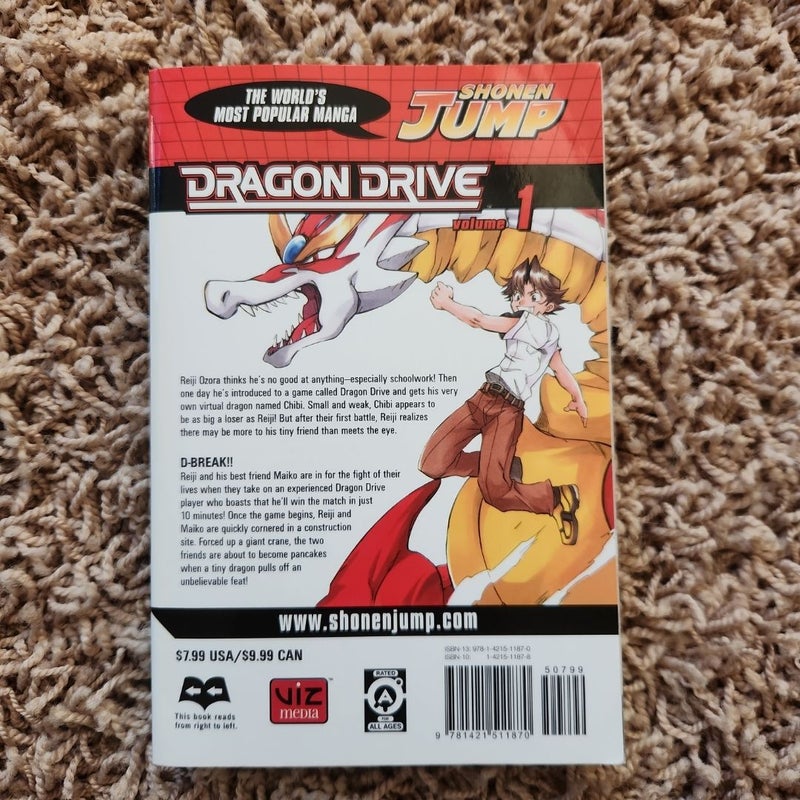 THE WORLD'S
MOST POPULAR MANGA
SHONEN
JUMP
DRAGON DRIVE
volume 1
Reiji Ozora thinks he's no good at anything—especially schoolwork! Then
one day he's introduced to a game called Dragon Drive and gets his very
own virtual dragon named Chibi. Small and weak, Chibi appears to
be as big a loser as Reiji! But after their first battle, Reiji realizes
there may be more to his tiny friend than meets the eye.
D-BREAK!!
Reiji and his best friend Maiko are in for the fight of their
lives when they take on an experienced Dragon Drive
player who boasts that he'll win the match in just
10 minutes! Once the game begins, Reiji and
Maiko are quickly cornered in a construction
site. Forced up a giant crane, the two
friends are about to become pancakes
when a tiny dragon pulls off an
unbelievable feat!
www.shonenjump.com
$7.99 USA/$9.99 CAN
ISBN-13: 978-1-4215-1187-0
ISBN-10: 1-4215-1187-8
50799
This book reads
from right to left.
VIZ
MEDIA
™
RATED
A
FOR
ALL AGES
9 781421 511870